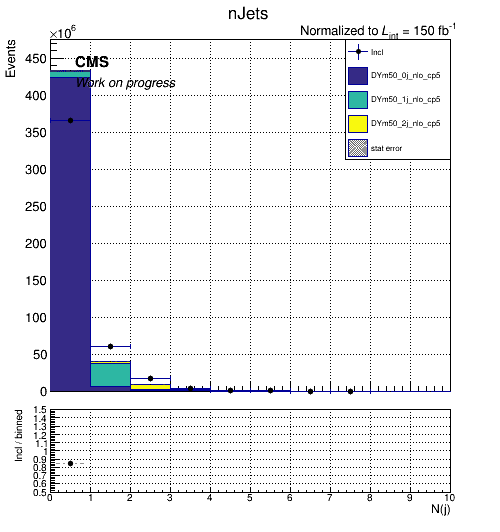 nJets
×10⁶
Normalized to L_int = 150 fb⁻¹
Events
CMS
Work on progress
Incl
DYm50_0j_nlo_cp5
DYm50_1j_nlo_cp5
DYm50_2j_nlo_cp5
stat error
450
400
350
300
250
200
150
100
50
0
Incl / binned
1.5
1.4
1.3
1.2
1.1
1
0.9
0.8
0.7
0.6
0.5
0 1 2 3 4 5 6 7 8 9 10
N(j)